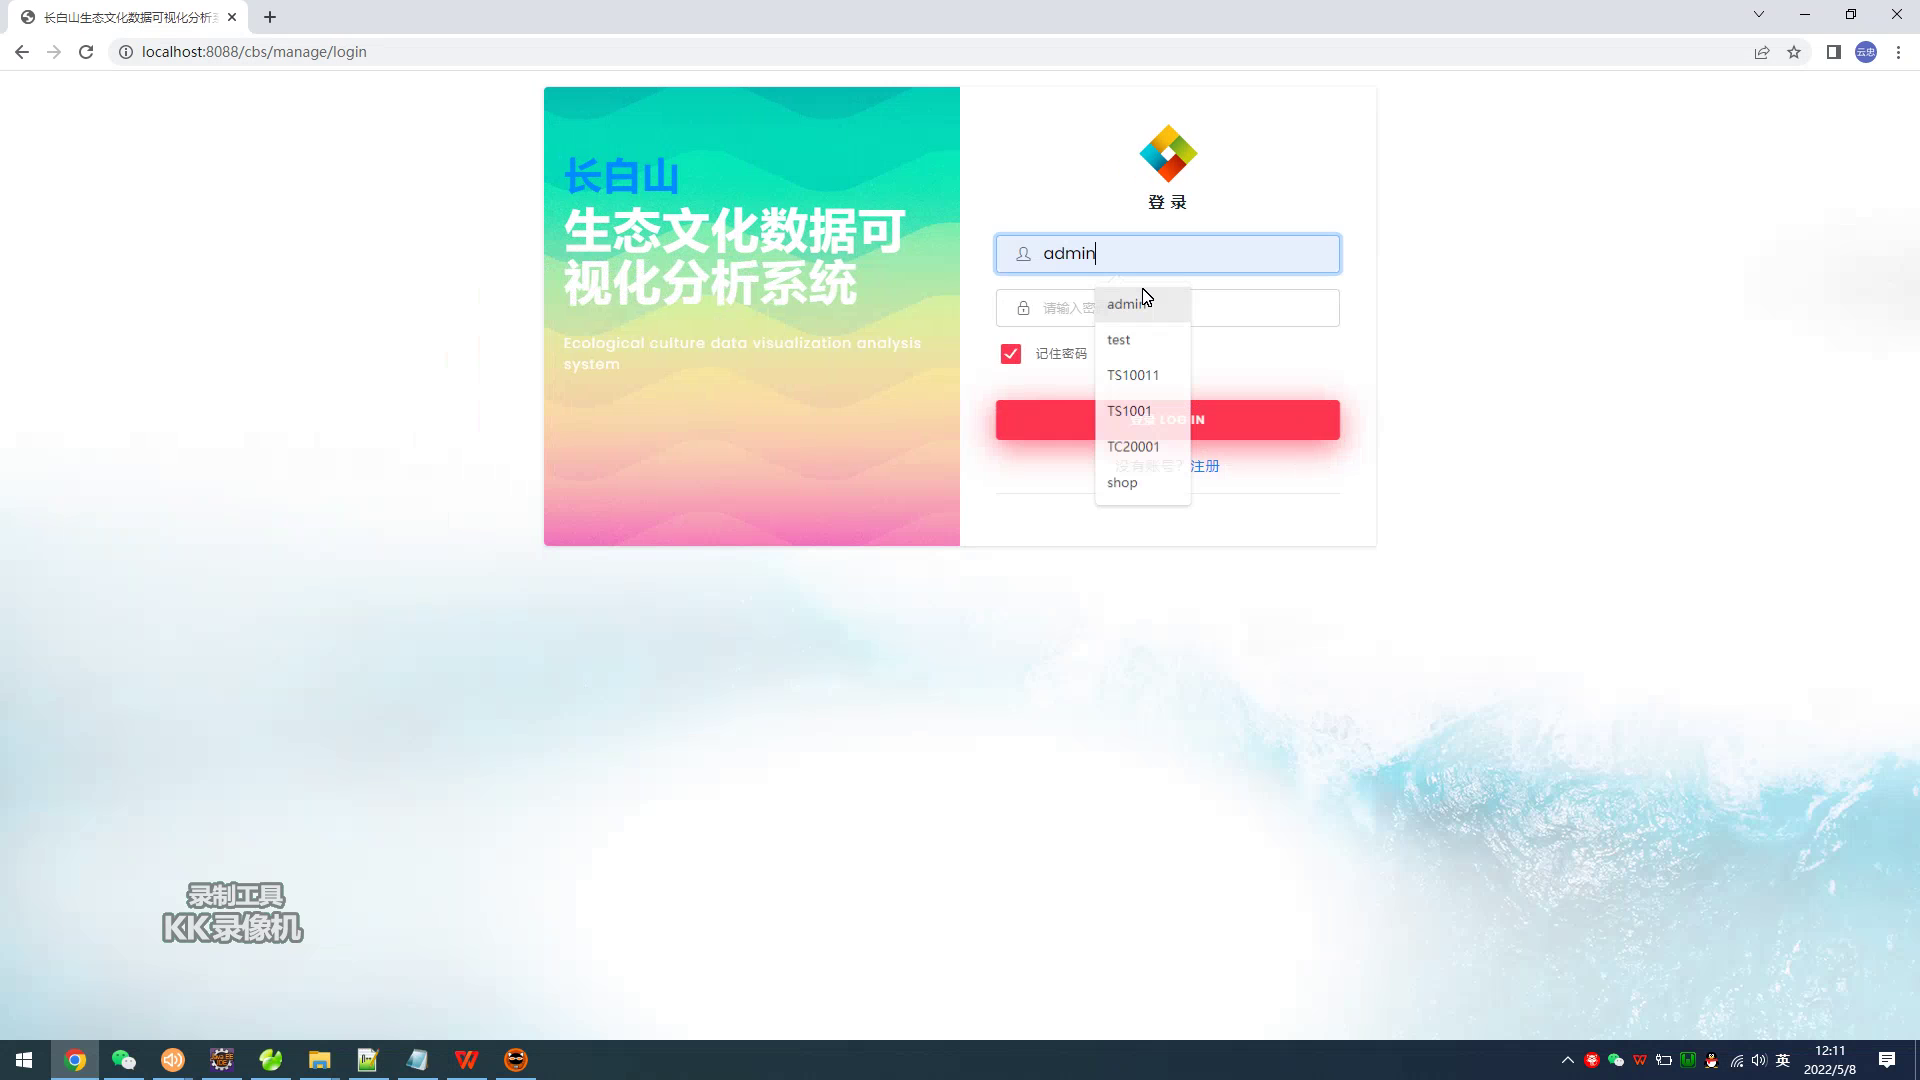 长白山生态文化数据可视化分析
localhost:8088/cbs/manage/login
云忠
长白山
生态文化数据可
视化分析系统
Ecological culture data visualization analysis
system
登 录
admin
请输入密
admin
test
记住密码
TS10011
TS1001
登录 LOG IN
TC20001
没有账号？注册
shop
录制工具
KK录像机
英
12:11
2022/5/8